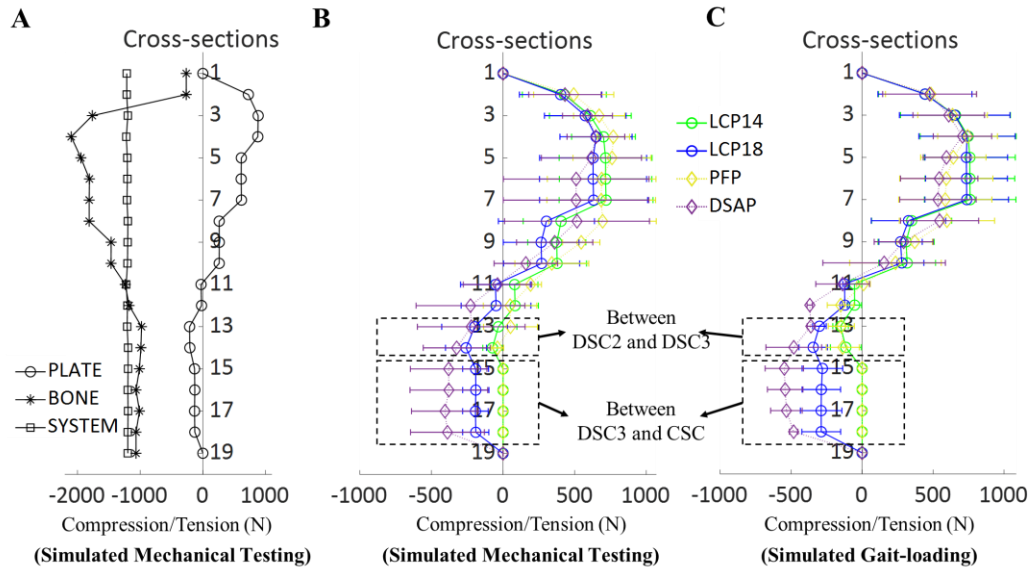 A
Cross-sections
1
3
5
7
9
11
13
15
17
19
PLATE
BONE
SYSTEM
-2000 -1000 0 1000
Compression/Tension (N)
(Simulated Mechanical Testing)
B
Cross-sections
1
3
5
7
9
11
13
15
17
19
-1000 -500 0 500 1000
Compression/Tension (N)
(Simulated Mechanical Testing)
LCP14
LCP18
PFP
DSAP
Between
DSC2 and DSC3
Between
DSC3 and CSC
C
Cross-sections
1
3
5
7
9
11
13
15
17
19
-1000 -500 0 500 1000
Compression/Tension (N)
(Simulated Gait-loading)